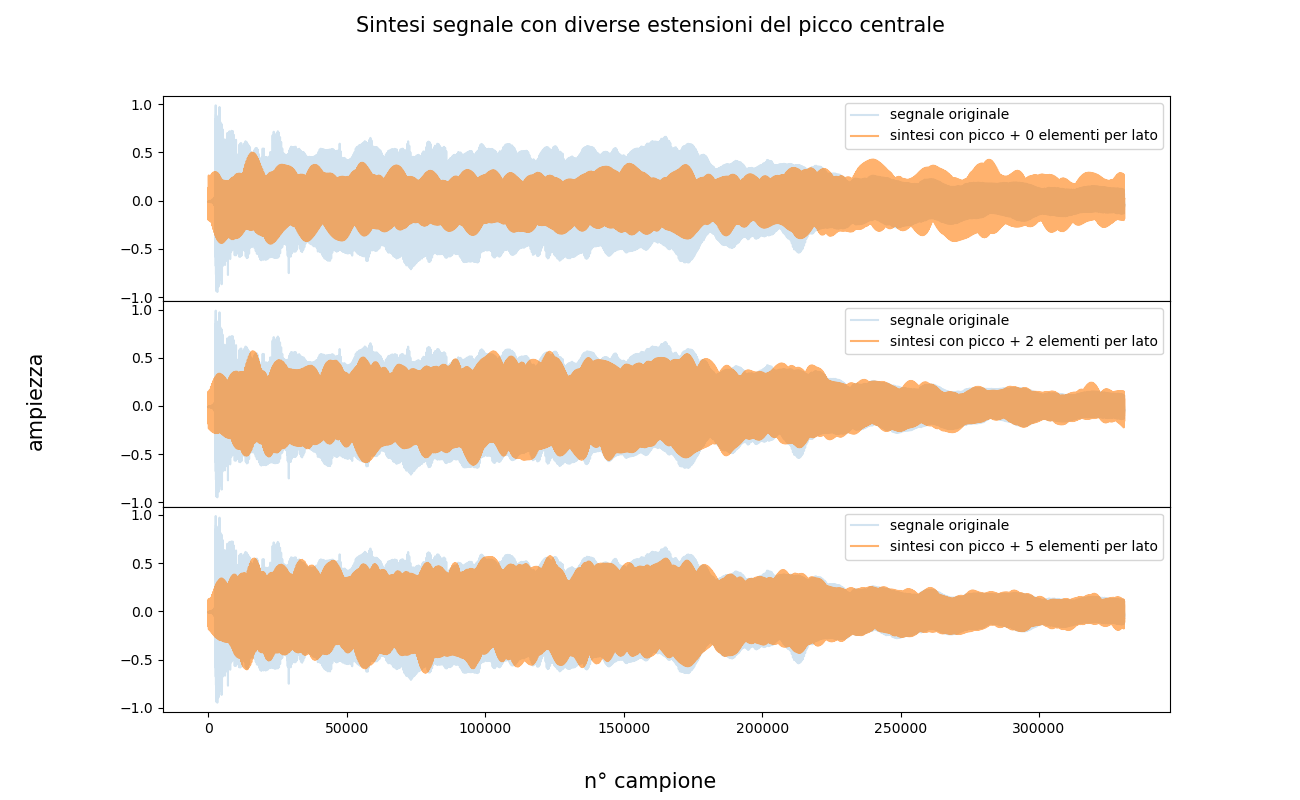 Sintesi segnale con diverse estensioni del picco centrale
1.0
0.5
0.0
−0.5
−1.0
segnale originale
sintesi con picco + 0 elementi per lato
1.0
0.5
0.0
−0.5
−1.0
segnale originale
sintesi con picco + 2 elementi per lato
ampiezza
1.0
0.5
0.0
−0.5
−1.0
segnale originale
sintesi con picco + 5 elementi per lato
0 50000 100000 150000 200000 250000 300000
n° campione